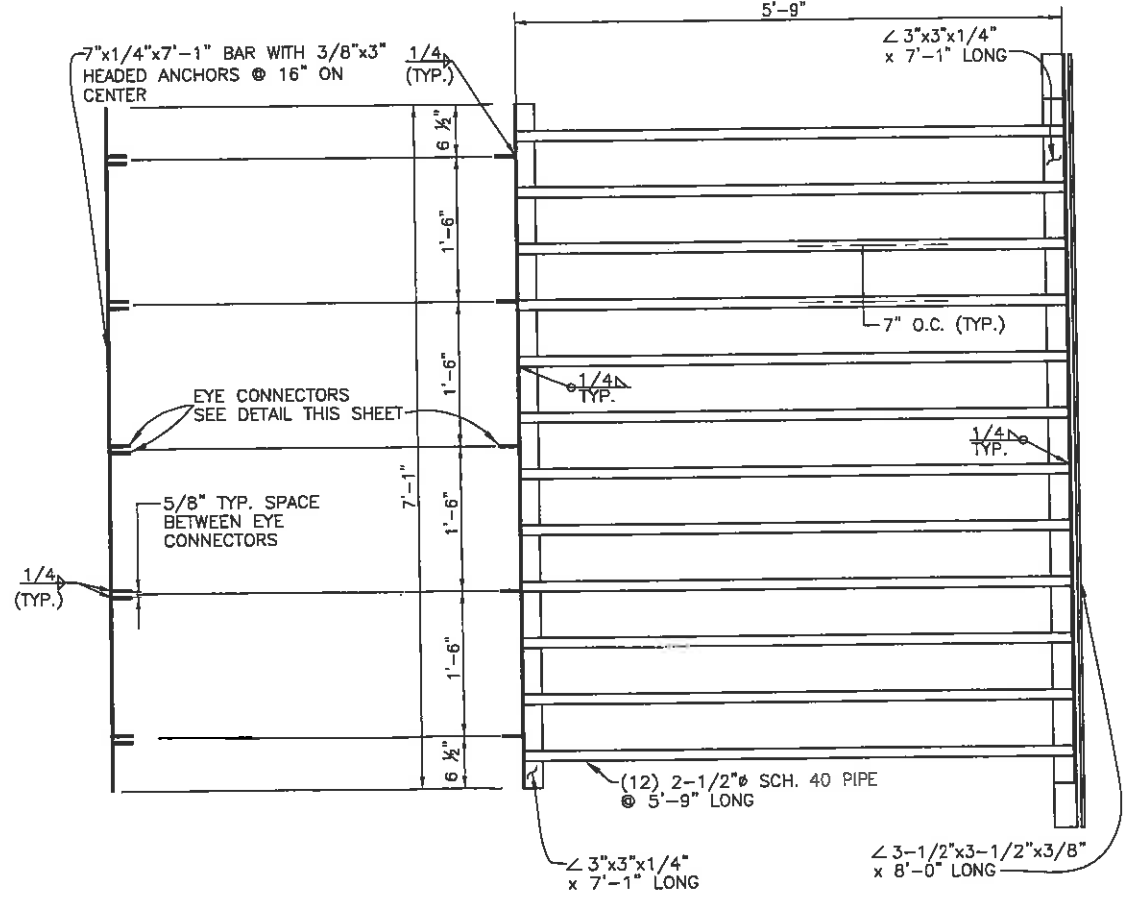 5'-9"
7"x1/4"x7'-1" BAR WITH 3/8"x3"
HEADED ANCHORS @ 16" ON
CENTER
1/4
(TYP.)
∠ 3"x3"x1/4"
x 7'-1" LONG
6 ½"
1'-6"
1'-6"
7'-1"
1'-6"
1'-6"
6 ½"
7" O.C. (TYP.)
1/4
TYP.
EYE CONNECTORS
SEE DETAIL THIS SHEET
1/4
TYP.
5/8" TYP. SPACE
BETWEEN EYE
CONNECTORS
1/4
(TYP.)
(12) 2-1/2"ø SCH. 40 PIPE
@ 5'-9" LONG
∠ 3"x3"x1/4"
x 7'-1" LONG
∠ 3-1/2"x3-1/2"x3/8"
x 8'-0" LONG